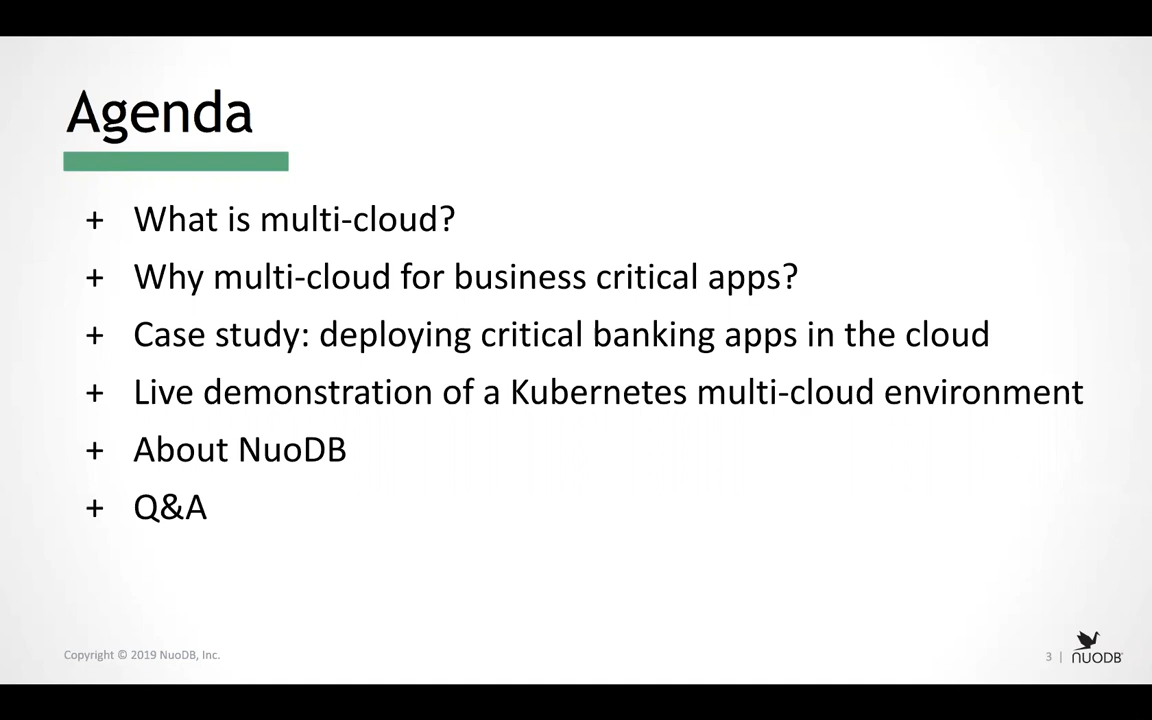 Agenda
+ What is multi-cloud?
+ Why multi-cloud for business critical apps?
+ Case study: deploying critical banking apps in the cloud
+ Live demonstration of a Kubernetes multi-cloud environment
+ About NuoDB
+ Q&A
Copyright © 2019 NuoDB, Inc.
3 |
NUODB